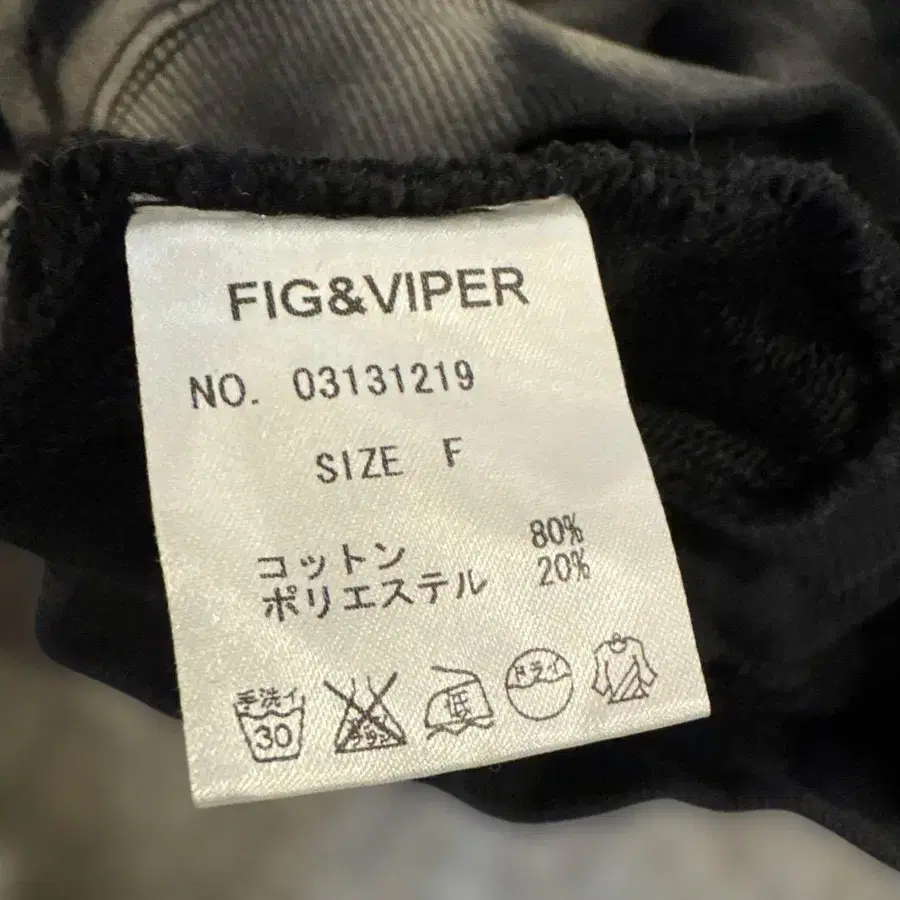 FIG&VIPER
NO. 03131219
SIZE F
コットン 80%
ポリエステル 20%
手洗イ
30
低
ドライ